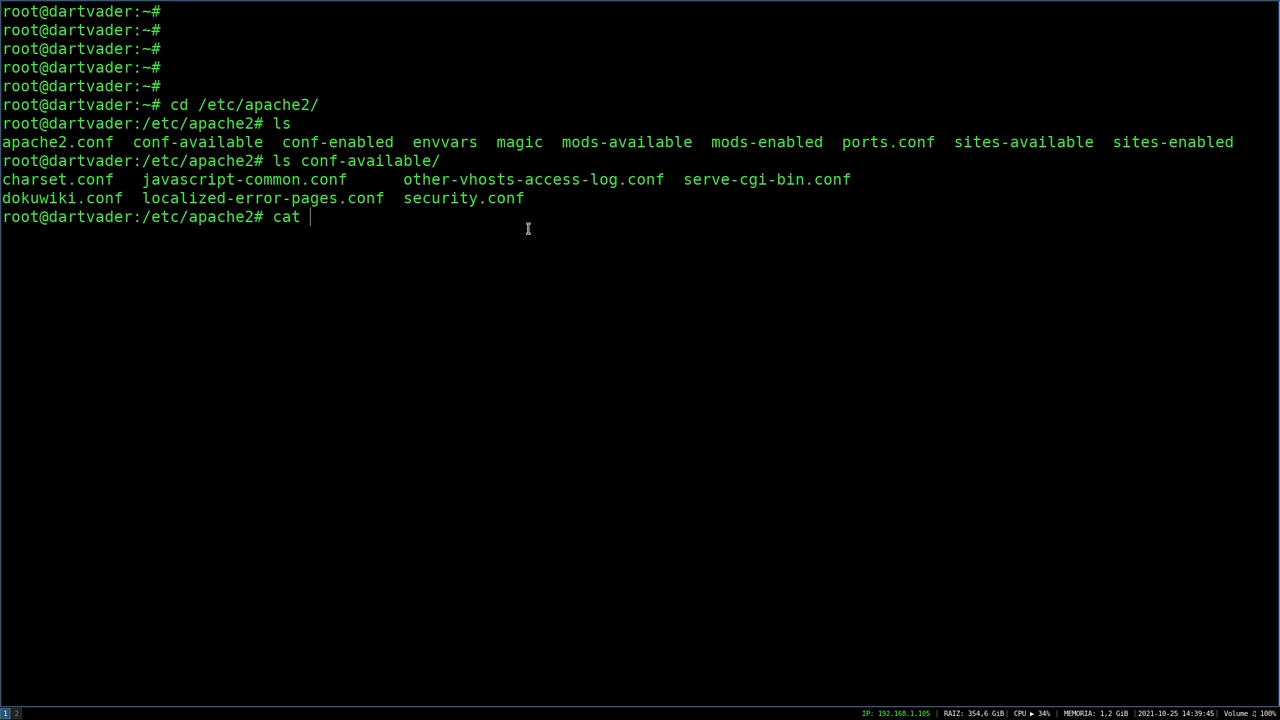 root@dartvader:~#
root@dartvader:~#
root@dartvader:~#
root@dartvader:~#
root@dartvader:~#
root@dartvader:~# cd /etc/apache2/
root@dartvader:/etc/apache2# ls
apache2.conf  conf-available  conf-enabled  envvars  magic  mods-available  mods-enabled  ports.conf  sites-available  sites-enabled
root@dartvader:/etc/apache2# ls conf-available/
charset.conf   javascript-common.conf      other-vhosts-access-log.conf  serve-cgi-bin.conf
dokuwiki.conf  localized-error-pages.conf  security.conf
root@dartvader:/etc/apache2# cat
1 2 IP: 192.168.1.105 | RAIZ: 354,6 GiB| CPU ▶ 34% | MEMORIA: 1,2 GiB |2021-10-25 14:39:45| Volume ♫ 100%